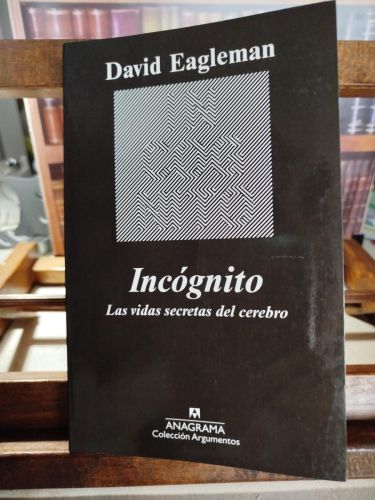 David Eagleman
Incógnito
Las vidas secretas del cerebro
ANAGRAMA
Colección Argumentos